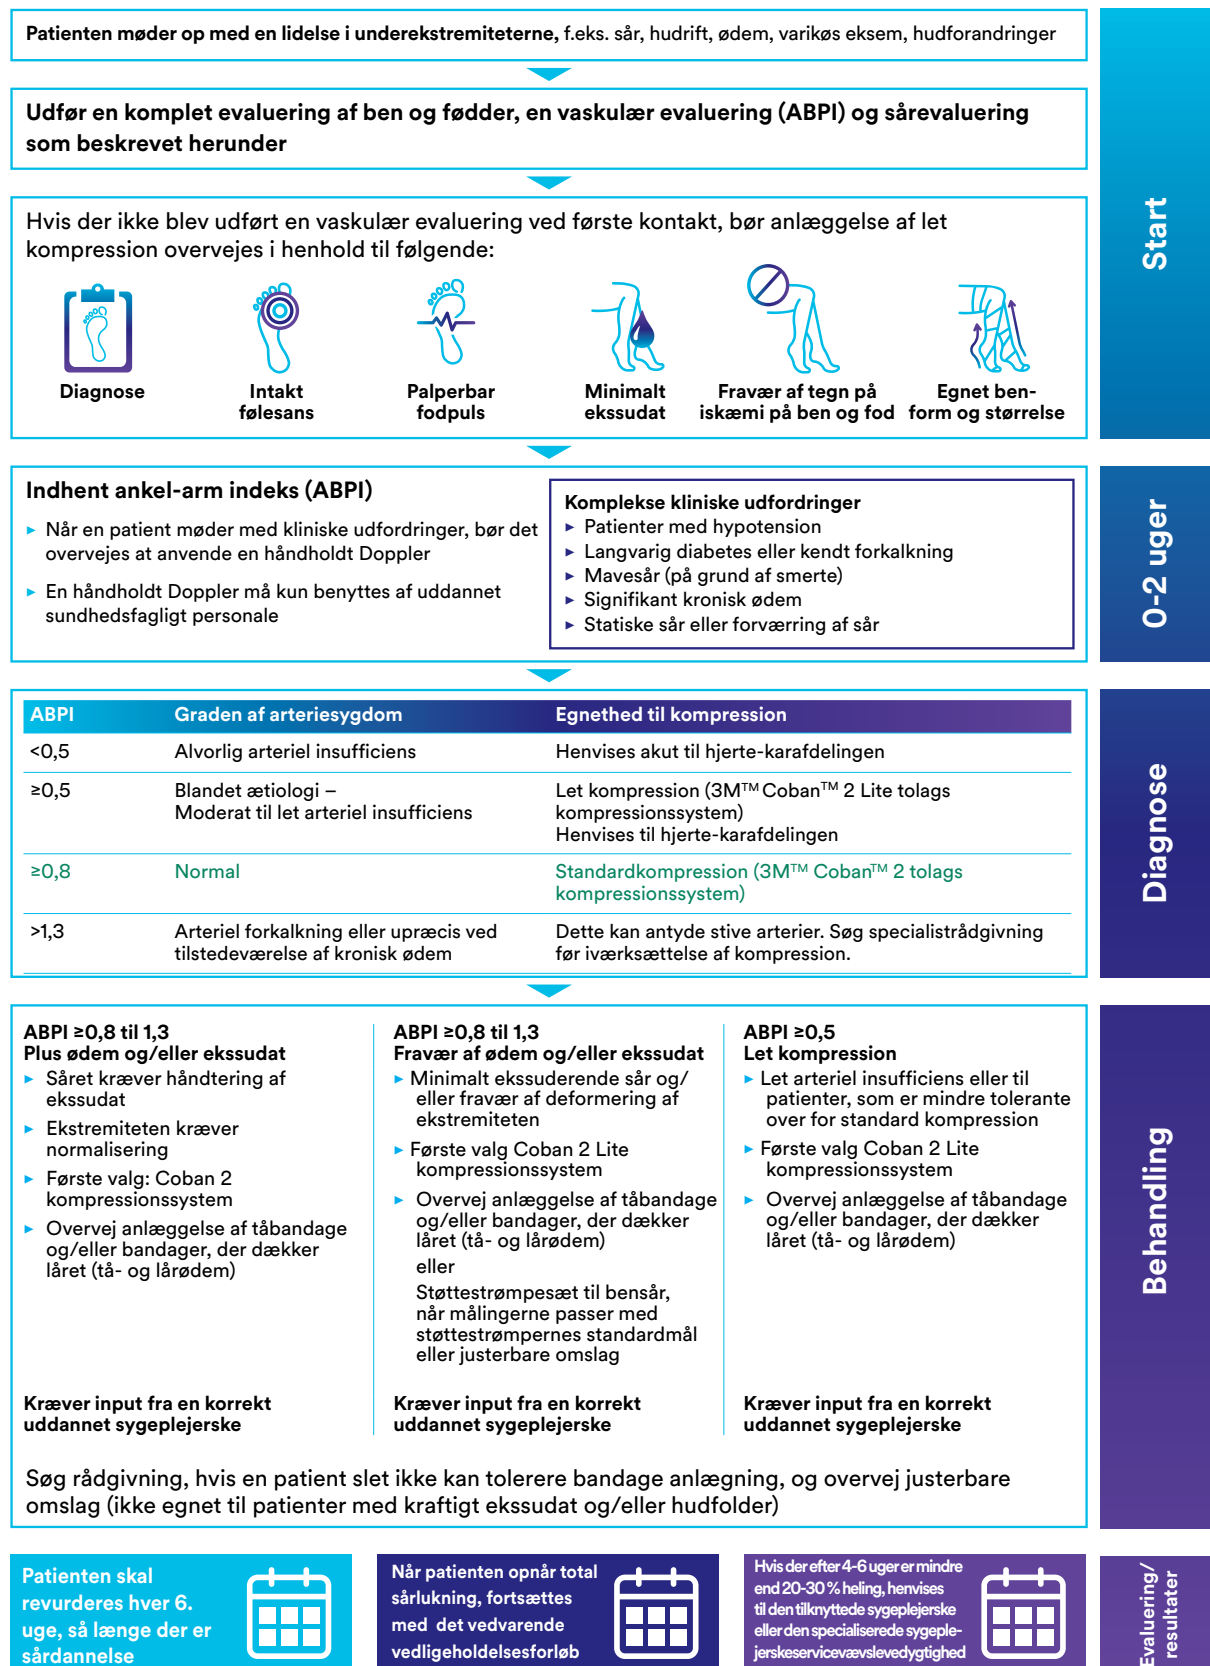 Patienten møder op med en lidelse i underekstremiteterne, f.eks. sår, hudrift, ødem, varikøs eksem, hudforandringer
Udfør en komplet evaluering af ben og fødder, en vaskulær evaluering (ABPI) og sårevaluering
som beskrevet herunder
Hvis der ikke blev udført en vaskulær evaluering ved første kontakt, bør anlæggelse af let
kompression overvejes i henhold til følgende:
Diagnose
Intakt
følesans
Palperbar
fodpuls
Minimalt
ekssudat
Fravær af tegn på
iskæmi på ben og fod
Egnet ben-
form og størrelse
Start
Indhent ankel-arm indeks (ABPI)
► Når en patient møder med kliniske udfordringer, bør det
overvejes at anvende en håndholdt Doppler
► En håndholdt Doppler må kun benyttes af uddannet
sundhedsfagligt personale
Komplekse kliniske udfordringer
► Patienter med hypotension
► Langvarig diabetes eller kendt forkalkning
► Mavesår (på grund af smerte)
► Signifikant kronisk ødem
► Statiske sår eller forværring af sår
0-2 uger
ABPI Graden af arteriesygdom Egnethed til kompression
<0,5 Alvorlig arteriel insufficiens Henvises akut til hjerte-karafdelingen
≥0,5 Blandet ætiologi – Let kompression (3M™ Coban™ 2 Lite tolags
Moderat til let arteriel insufficiens kompressionssystem)
Henvises til hjerte-karafdelingen
≥0,8 Normal Standardkompression (3M™ Coban™ 2 tolags
kompressionssystem)
>1,3 Arteriel forkalkning eller upræcis ved Dette kan antyde stive arterier. Søg specialistrådgivning
tilstedeværelse af kronisk ødem før iværksættelse af kompression.
Diagnose
ABPI ≥0,8 til 1,3
Plus ødem og/eller ekssudat
► Såret kræver håndtering af
ekssudat
► Ekstremiteten kræver
normalisering
► Første valg: Coban 2
kompressionssystem
► Overvej anlæggelse af tåbandage
og/eller bandager, der dækker
låret (tå- og lårødem)
Kræver input fra en korrekt
uddannet sygeplejerske
ABPI ≥0,8 til 1,3
Fravær af ødem og/eller ekssudat
► Minimalt ekssuderende sår og/
eller fravær af deformering af
ekstremiteten
► Første valg Coban 2 Lite
kompressionssystem
► Overvej anlæggelse af tåbandage
og/eller bandager, der dækker
låret (tå- og lårødem)
eller
Støttestrømpesæt til bensår,
når målingerne passer med
støttestrømpernes standardmål
eller justerbare omslag
Kræver input fra en korrekt
uddannet sygeplejerske
ABPI ≥0,5
Let kompression
► Let arteriel insufficiens eller til
patienter, som er mindre tolerante
over for standard kompression
► Første valg Coban 2 Lite
kompressionssystem
► Overvej anlæggelse af tåbandage
og/eller bandager, der dækker
låret (tå- og lårødem)
Kræver input fra en korrekt
uddannet sygeplejerske
Søg rådgivning, hvis en patient slet ikke kan tolerere bandage anlægning, og overvej justerbare
omslag (ikke egnet til patienter med kraftigt ekssudat og/eller hudfolder)
Behandling
Patienten skal
revurderes hver 6.
uge, så længe der er
sårdannelse
Når patienten opnår total
sårlukning, fortsættes
med det vedvarende
vedligeholdelsesforløb
Hvis der efter 4-6 uger er mindre
end 20-30 % heling, henvises
til den tilknyttede sygeplejerske
eller den specialiserede sygeple-
jerskeservicevævslevedygtighed
Evaluering/
resultater